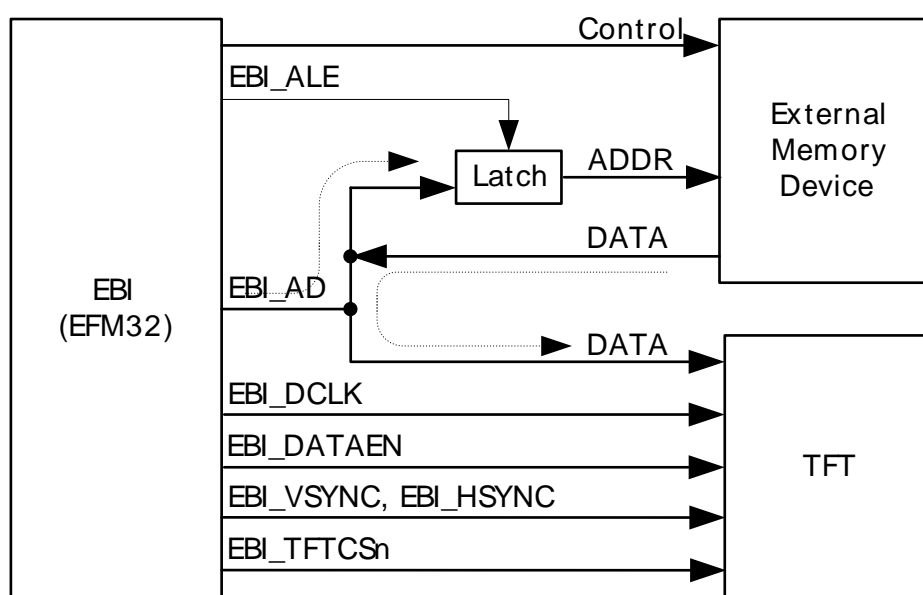 Control
EBI_ALE
External
Memory
Device
Latch
ADDR
DATA
EBI
(EFM32)
EBI_AD
DATA
EBI_DCLK
EBI_DATAEN
TFT
EBI_VSYNC, EBI_HSYNC
EBI_TFTCSn